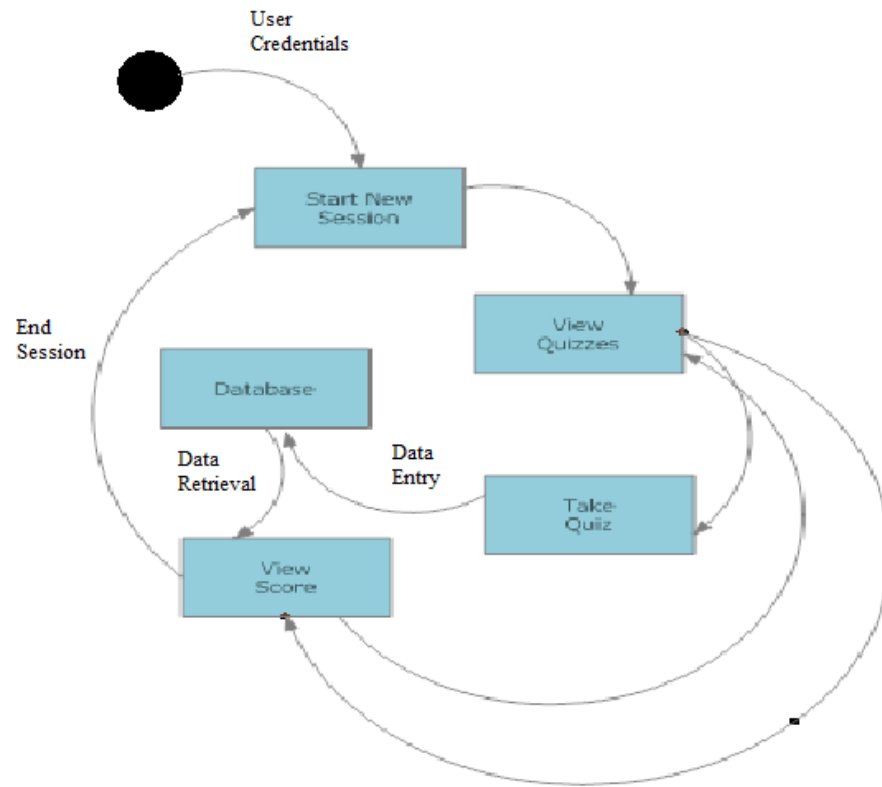 User
Credentials
Start New
Session
View
Quizzes
End
Session
Database
Data
Retrieval
Data
Entry
Take
Quiz
View
Score